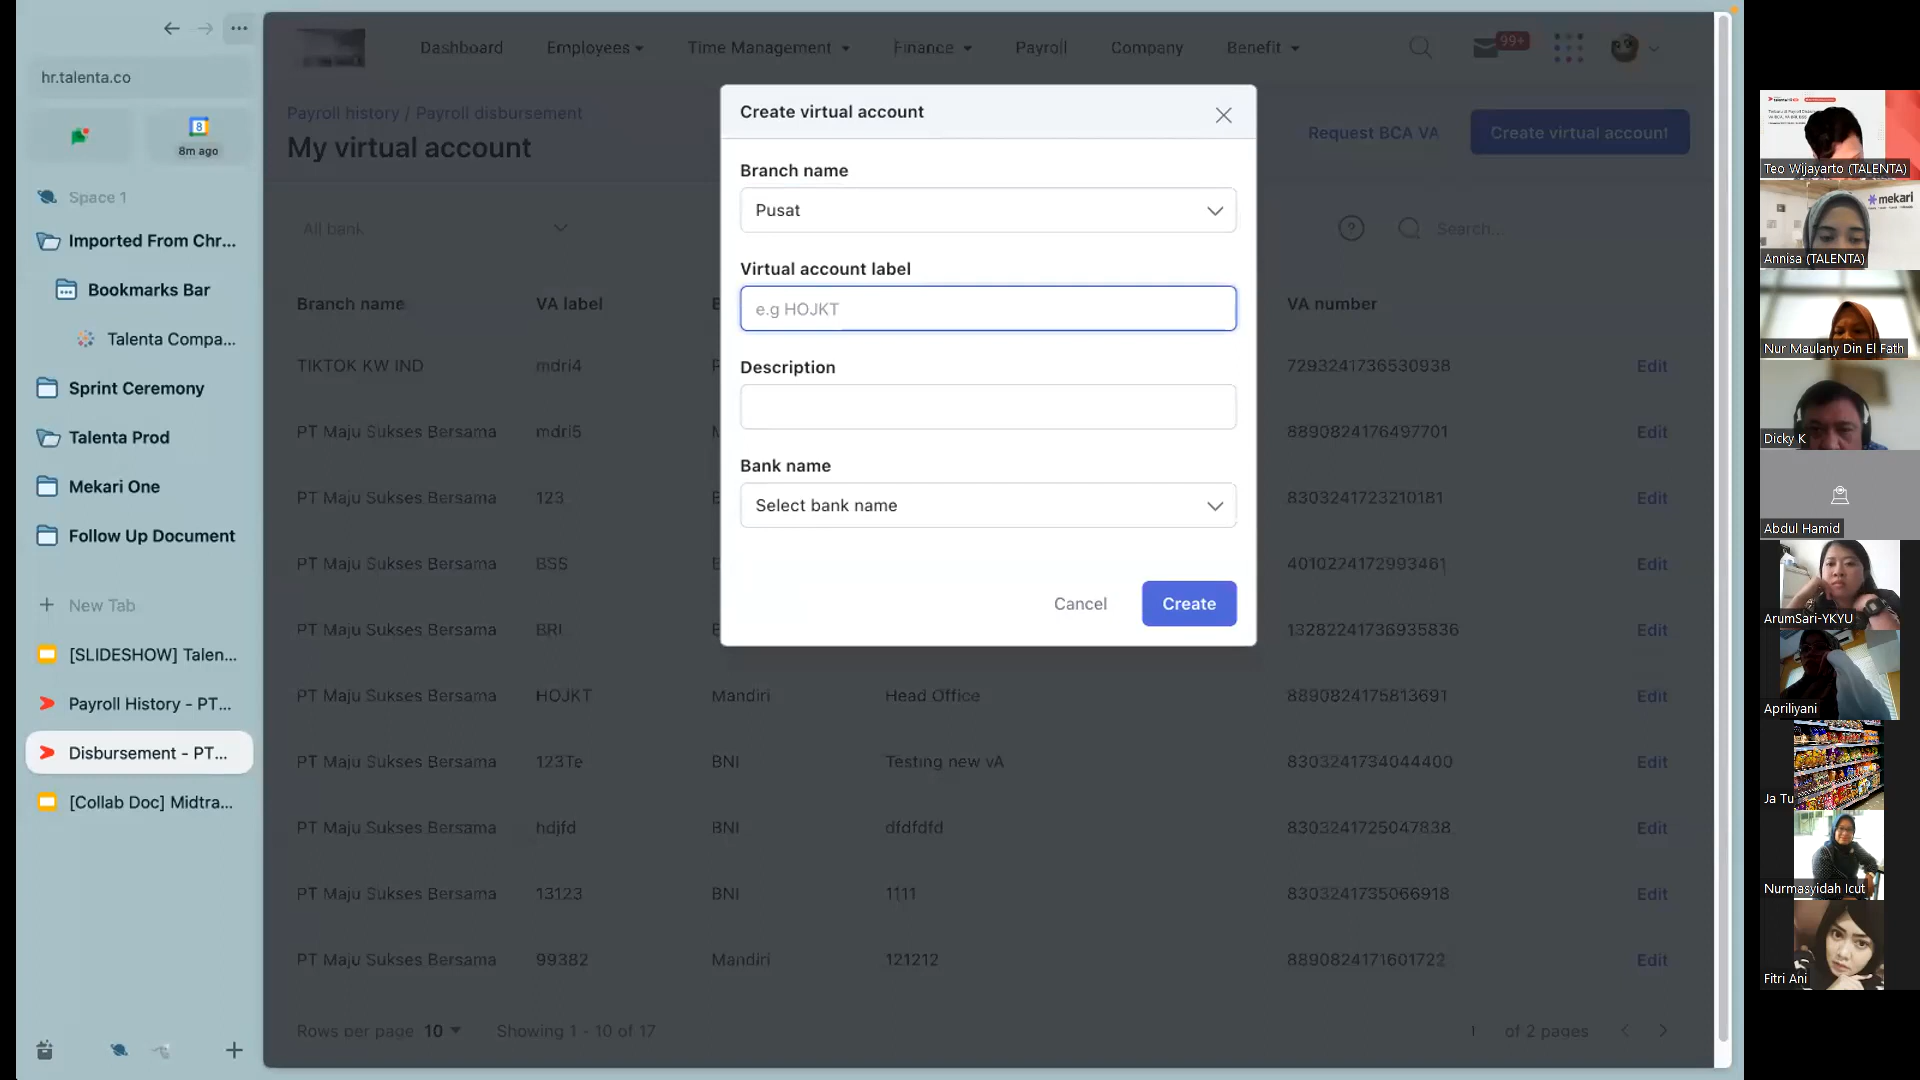 hr.talenta.co
8
8m ago
Space 1
Imported From Chr...
Bookmarks Bar
Talenta Compa...
Sprint Ceremony
Talenta Prod
Mekari One
Follow Up Document
New Tab
[SLIDESHOW] Talen...
Payroll History - PT...
Disbursement - PT...
[Collab Doc] Midtra...
Dashboard Employees Time Management Finance Payroll Company Benefit 99+
Payroll history / Payroll disbursement
My virtual account
Request BCA VA Create virtual account
All bank
? Search...
Branch name VA label VA number
TIKTOK KW IND mdri4 7293241736530938 Edit
PT Maju Sukses Bersama mdri5 8890824176497701 Edit
PT Maju Sukses Bersama 123 8303241723210181 Edit
PT Maju Sukses Bersama BSS 4010224172993461 Edit
PT Maju Sukses Bersama BRI 13282241736935836 Edit
PT Maju Sukses Bersama HOJKT Mandiri Head Office 8890824175813691 Edit
PT Maju Sukses Bersama 123Te BNI Testing new vA 8303241734044400 Edit
PT Maju Sukses Bersama hdjfd BNI dfdfdfd 8303241725047838 Edit
PT Maju Sukses Bersama 13123 BNI 1111 8303241735066918 Edit
PT Maju Sukses Bersama 99382 Mandiri 121212 8890824171601722 Edit
Rows per page 10 Showing 1 - 10 of 17 1 of 2 pages
Create virtual account
Branch name
Pusat
Virtual account label
e.g HOJKT
Description
Bank name
Select bank name
Cancel Create
Teo Wijayarto (TALENTA)
mekari
Annisa (TALENTA)
Nur Maulany Din El Fath
Dicky K
Abdul Hamid
ArumSari-YKYU
Apriliyani
Ja Tu
Nurmasyidah Icut
Fitri Ani